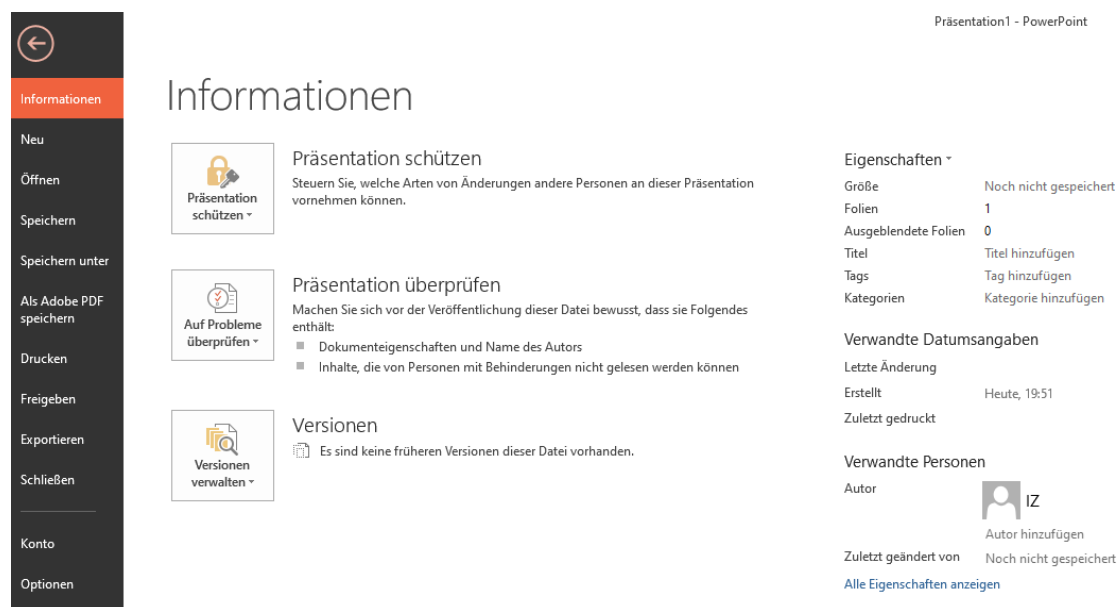 Präsentation1 - PowerPoint
Informationen
Neu
Öffnen
Speichern
Speichern unter
Als Adobe PDF
speichern
Drucken
Freigeben
Exportieren
Schließen
Konto
Optionen
Informationen
Präsentation
schützen
Präsentation schützen
Steuern Sie, welche Arten von Änderungen andere Personen an dieser Präsentation
vornehmen können.
Auf Probleme
überprüfen
Präsentation überprüfen
Machen Sie sich vor der Veröffentlichung dieser Datei bewusst, dass sie Folgendes
enthält:
Dokumenteigenschaften und Name des Autors
Inhalte, die von Personen mit Behinderungen nicht gelesen werden können
Versionen
verwalten
Versionen
Es sind keine früheren Versionen dieser Datei vorhanden.
Eigenschaften
Größe Noch nicht gespeichert
Folien 1
Ausgeblendete Folien 0
Titel Titel hinzufügen
Tags Tag hinzufügen
Kategorien Kategorie hinzufügen
Verwandte Datumsangaben
Letzte Änderung
Erstellt Heute, 19:51
Zuletzt gedruckt
Verwandte Personen
Autor IZ
Autor hinzufügen
Zuletzt geändert von Noch nicht gespeichert
Alle Eigenschaften anzeigen